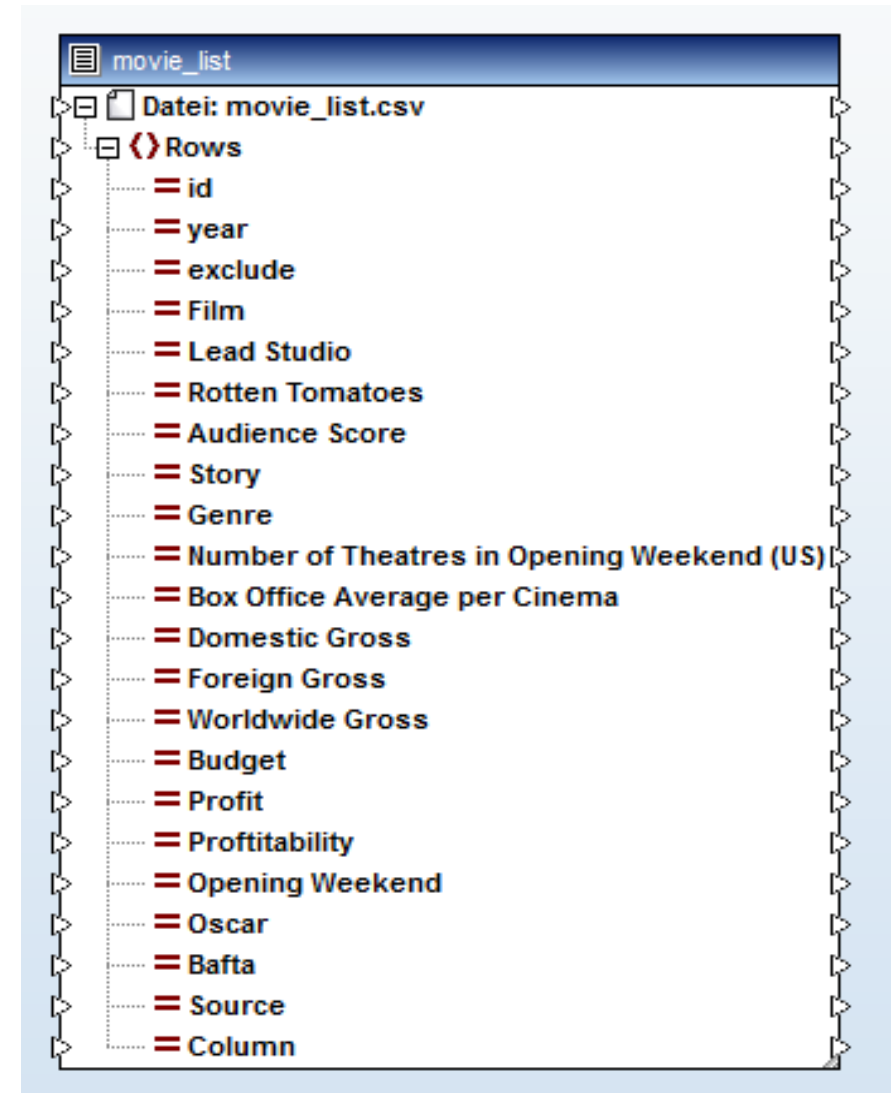 movie_list
Datei: movie_list.csv
Rows
id
year
exclude
Film
Lead Studio
Rotten Tomatoes
Audience Score
Story
Genre
Number of Theatres in Opening Weekend (US)
Box Office Average per Cinema
Domestic Gross
Foreign Gross
Worldwide Gross
Budget
Profit
Proftitability
Opening Weekend
Oscar
Bafta
Source
Column